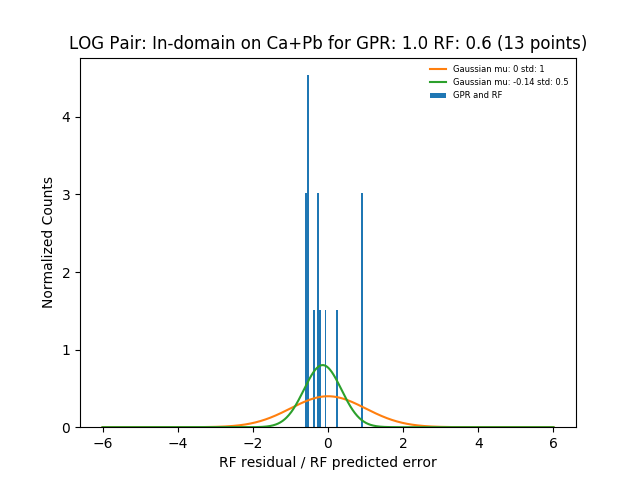 LOG Pair: In-domain on Ca+Pb for GPR: 1.0 RF: 0.6 (13 points)
Gaussian mu: 0 std: 1
Gaussian mu: -0.14 std: 0.5
GPR and RF
Normalized Counts
4
3
2
1
0
−6 −4 −2 0 2 4 6
RF residual / RF predicted error